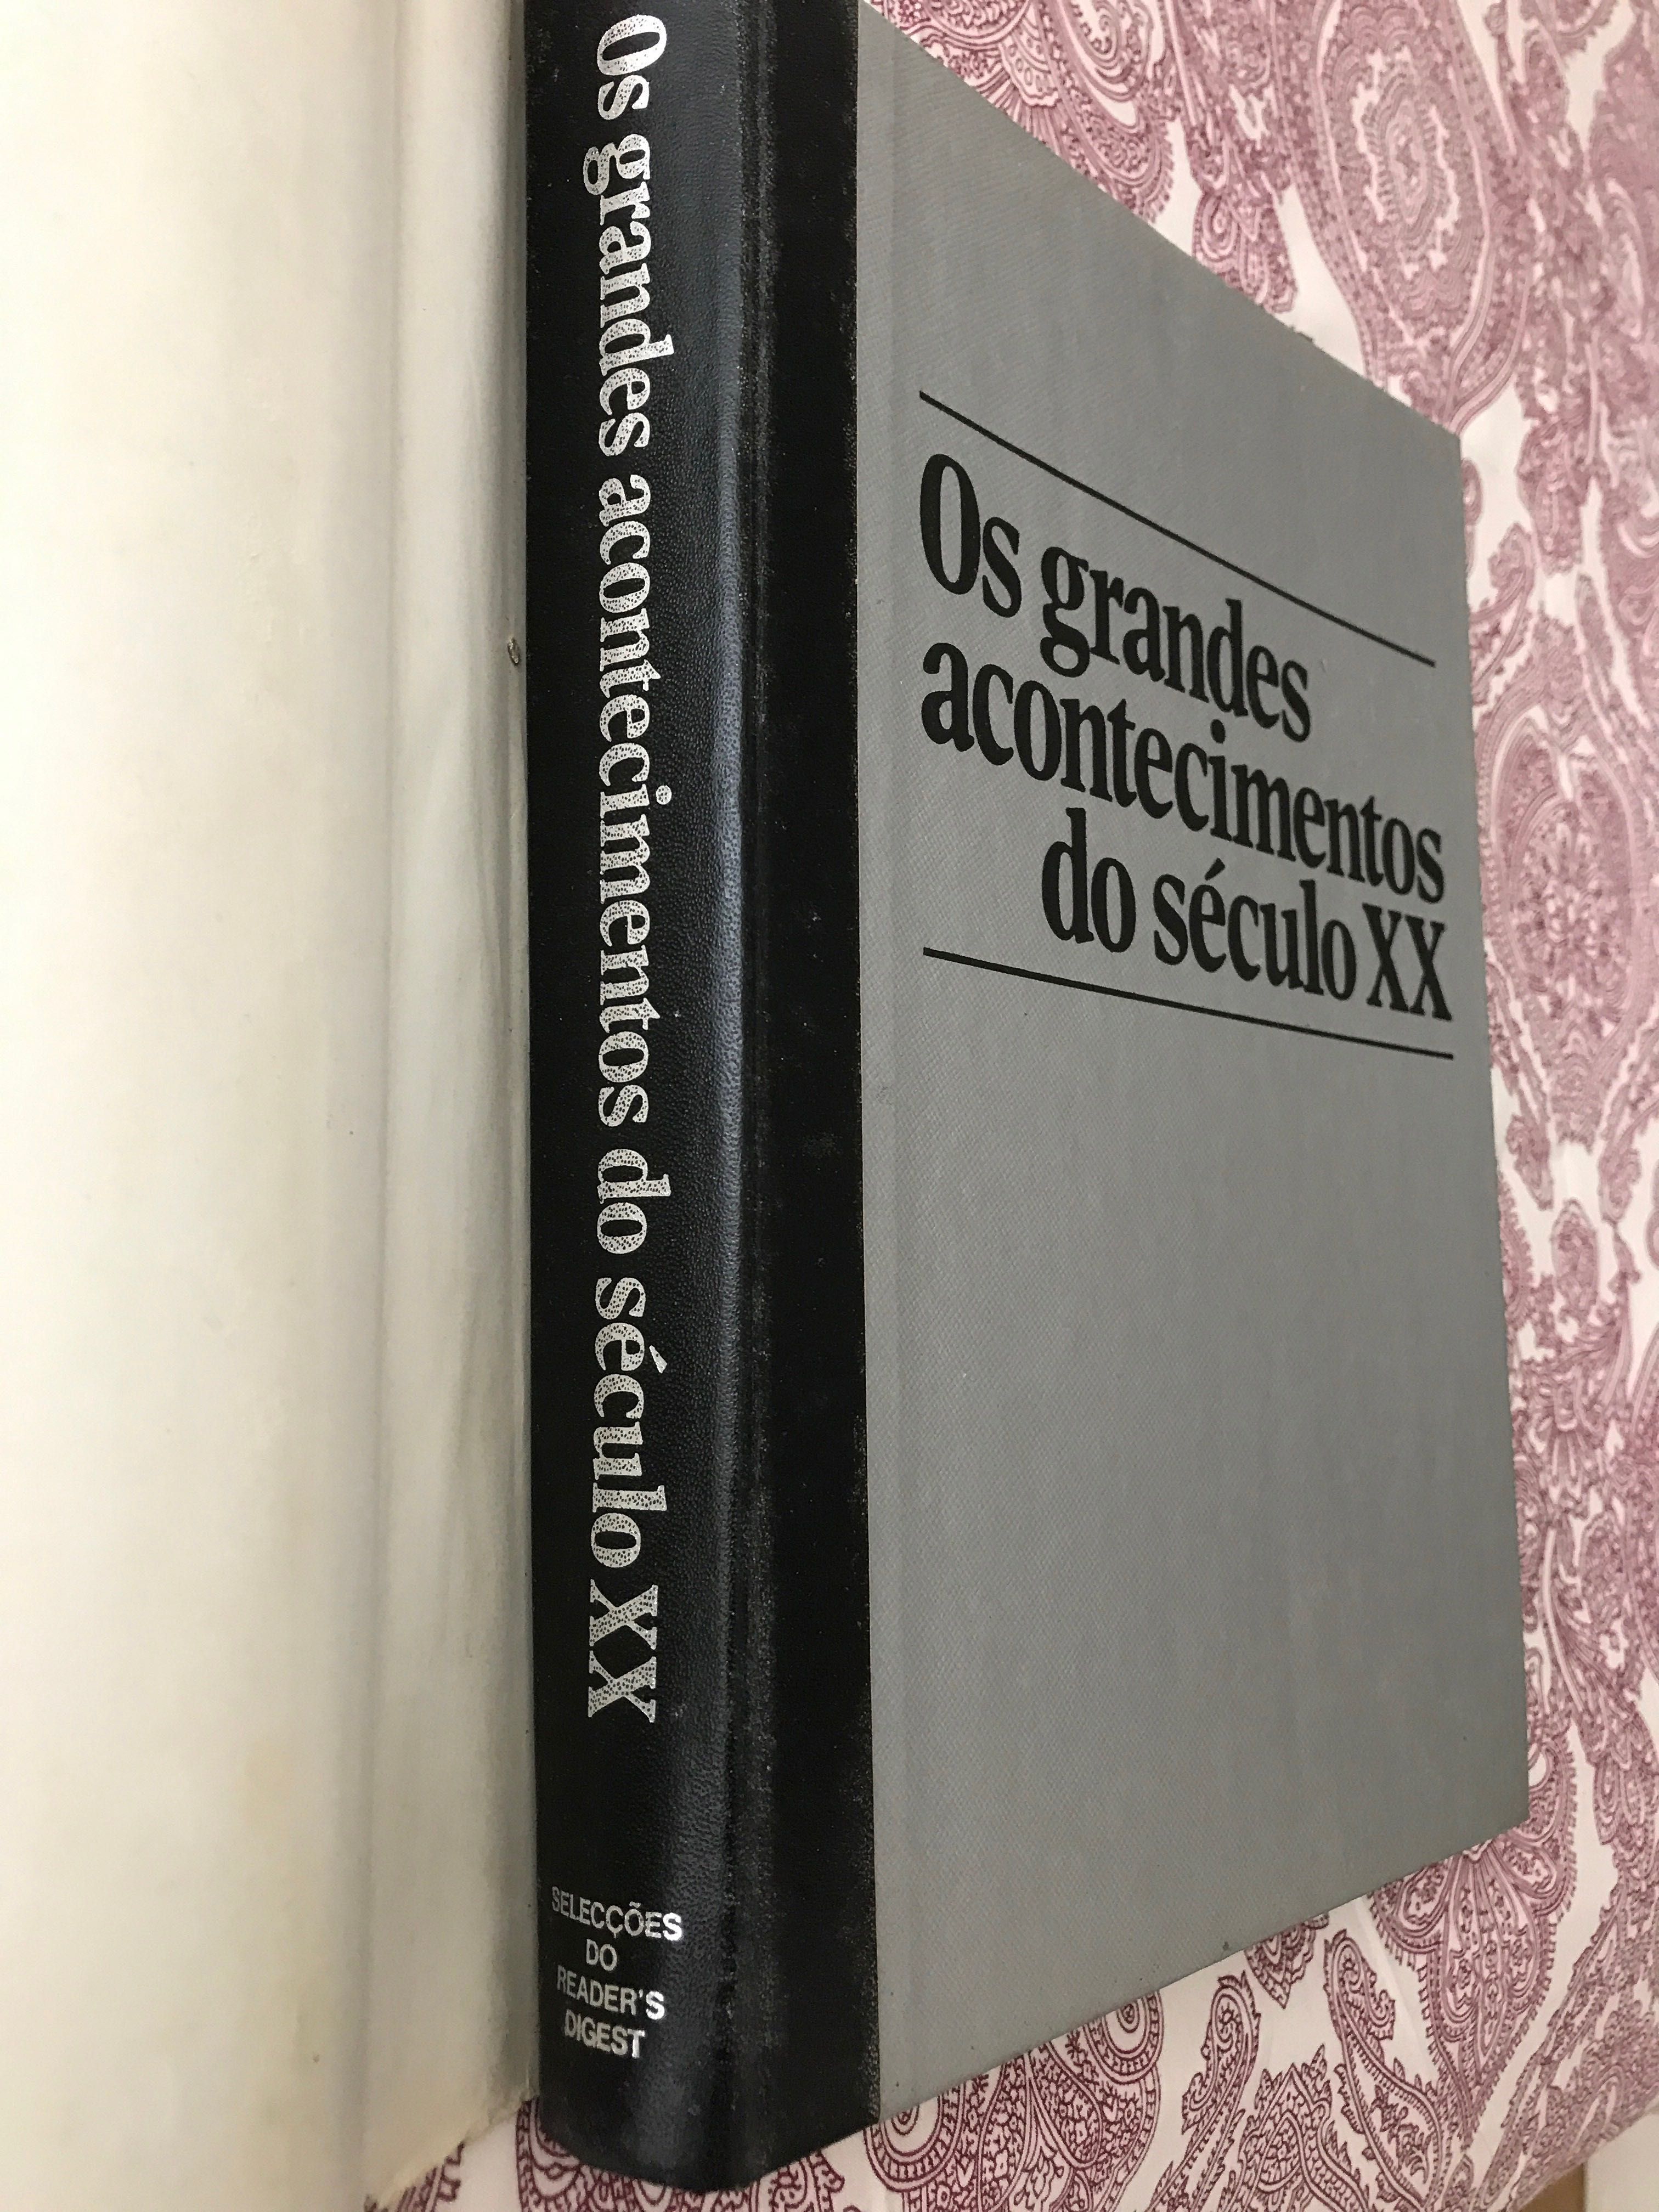 Os grandes acontecimentos do século XX
SELECÇÕES
DO
READER'S
DIGEST
Os grandes
acontecimentos
do século XX